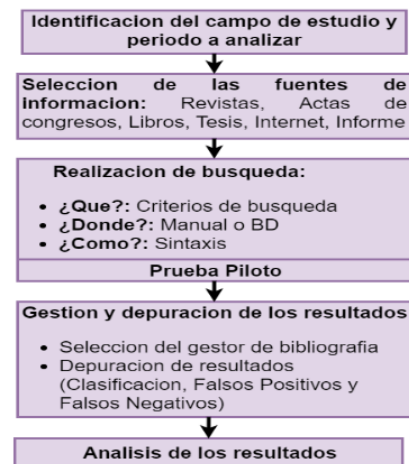 Identificacion del campo de estudio y
periodo a analizar
Seleccion de las fuentes de
informacion: Revistas, Actas de
congresos, Libros, Tesis, Internet, Informe
Realizacion de busqueda:
• ¿Que?: Criterios de busqueda
• ¿Donde?: Manual o BD
• ¿Como?: Sintaxis
Prueba Piloto
Gestion y depuracion de los resultados
• Seleccion del gestor de bibliografia
• Depuracion de resultados
(Clasificacion, Falsos Positivos y
Falsos Negativos)
Analisis de los resultados